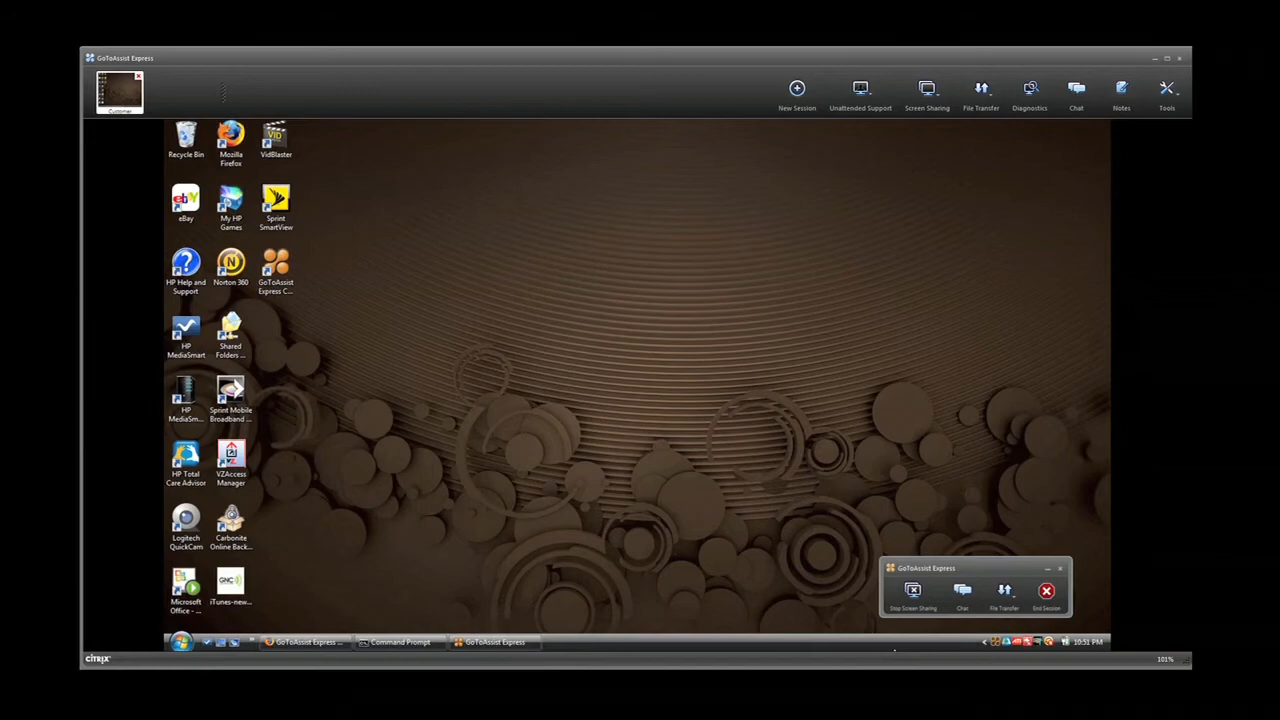 GoToAssist Express
Customer
New Session
Unattended Support
Screen Sharing
File Transfer
Diagnostics
Chat
Notes
Tools
Recycle Bin
Mozilla
Firefox
VID
VidBlaster
eb
eBay
My HP
Games
Sprint
SmartView
HP Help and
Support
Norton 360
GoToAssist
Express C...
HP
MediaSmart
Shared
Folders ...
HP
MediaSm...
Sprint Mobile
Broadband ...
HP Total
Care Advisor
VZAccess
Manager
Logitech
QuickCam
Carbonite
Online Back...
Microsoft
Office - ...
GNC
iTunes-new...
GoToAssist Express
Stop Screen Sharing
Chat
File Transfer
End Session
GoToAssist Express ...
Command Prompt
GoToAssist Express
10:51 PM
CITRIX
101%